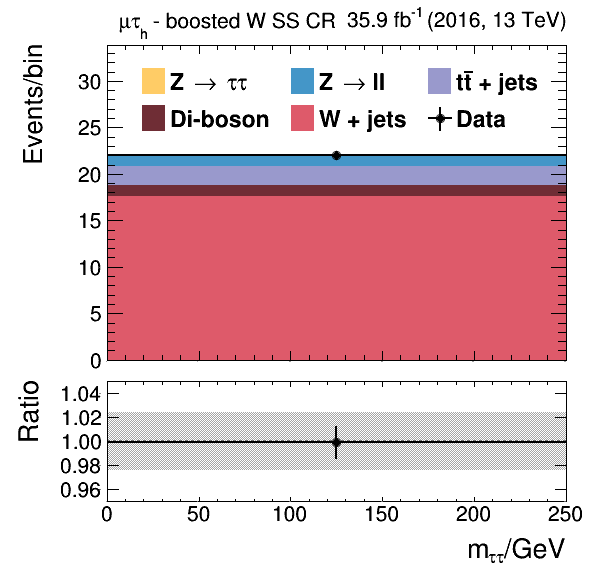 μτh - boosted W SS CR 35.9 fb-1 (2016, 13 TeV)
Events/bin
Z → ττ Z → ll tt̄ + jets
Di-boson W + jets Data
30
25
20
15
10
5
0
Ratio
1.04
1.02
1.00
0.98
0.96
0 50 100 150 200 250
mττ/GeV